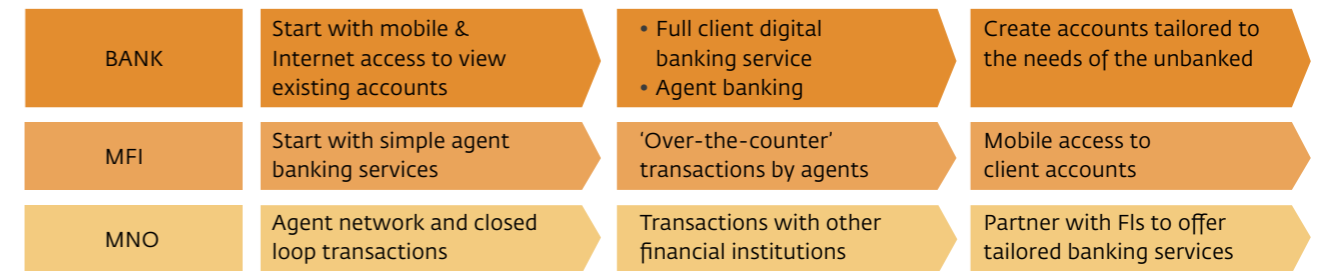 BANK
Start with mobile &
Internet access to view
existing accounts
• Full client digital
banking service
• Agent banking
Create accounts tailored to
the needs of the unbanked
MFI
Start with simple agent
banking services
‘Over-the-counter’
transactions by agents
Mobile access to
client accounts
MNO
Agent network and closed
loop transactions
Transactions with other
financial institutions
Partner with FIs to offer
tailored banking services